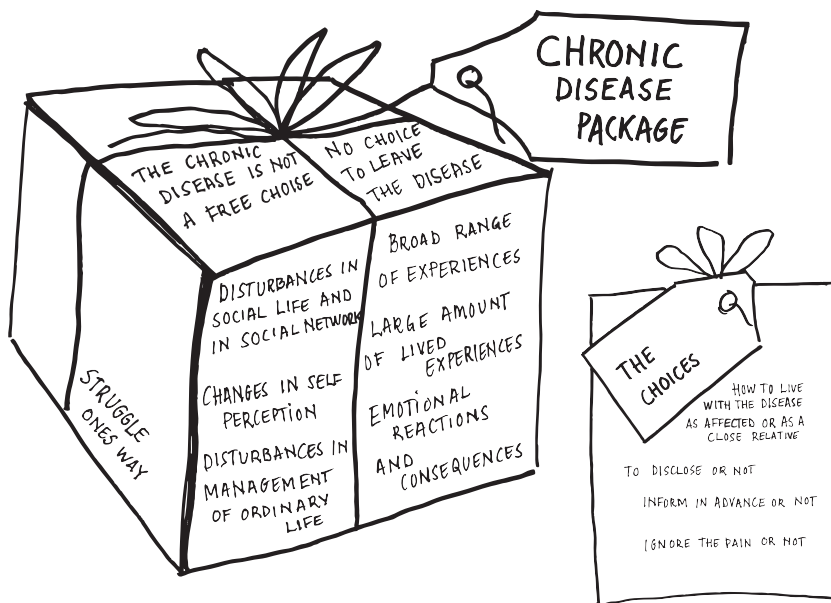 CHRONIC
DISEASE
PACKAGE
THE CHRONIC
DISEASE IS NOT
A FREE CHOISE
NO CHOICE
TO LEAVE
THE DISEASE
STRUGGLE
ONES WAY
DISTURBANCES IN
SOCIAL LIFE AND
IN SOCIAL NETWORK
CHANGES IN SELF
PERCEPTION
DISTURBANCES IN
MANAGEMENT
OF ORDINARY
LIFE
BROAD RANGE
OF EXPERIENCES
LARGE AMOUNT
OF LIVED
EXPERIENCES
EMOTIONAL
REACTIONS
AND
CONSEQUENCES
THE
CHOICES
HOW TO LIVE
WITH THE DISEASE
AS AFFECTED OR AS A
CLOSE RELATIVE
TO DISCLOSE OR NOT
INFORM IN ADVANCE OR NOT
IGNORE THE PAIN OR NOT